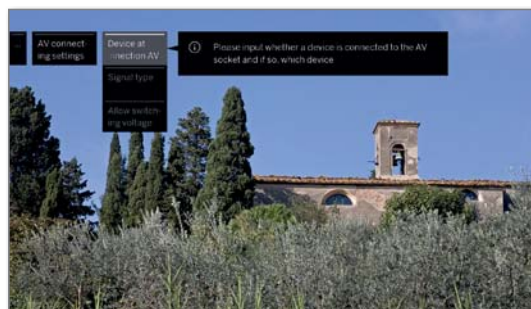 AV connect-
ing settings
Device at
nnection AV
Signal type
Allow switch-
ing voltage
Please input whether a device is connected to the AV
socket and if so, which device